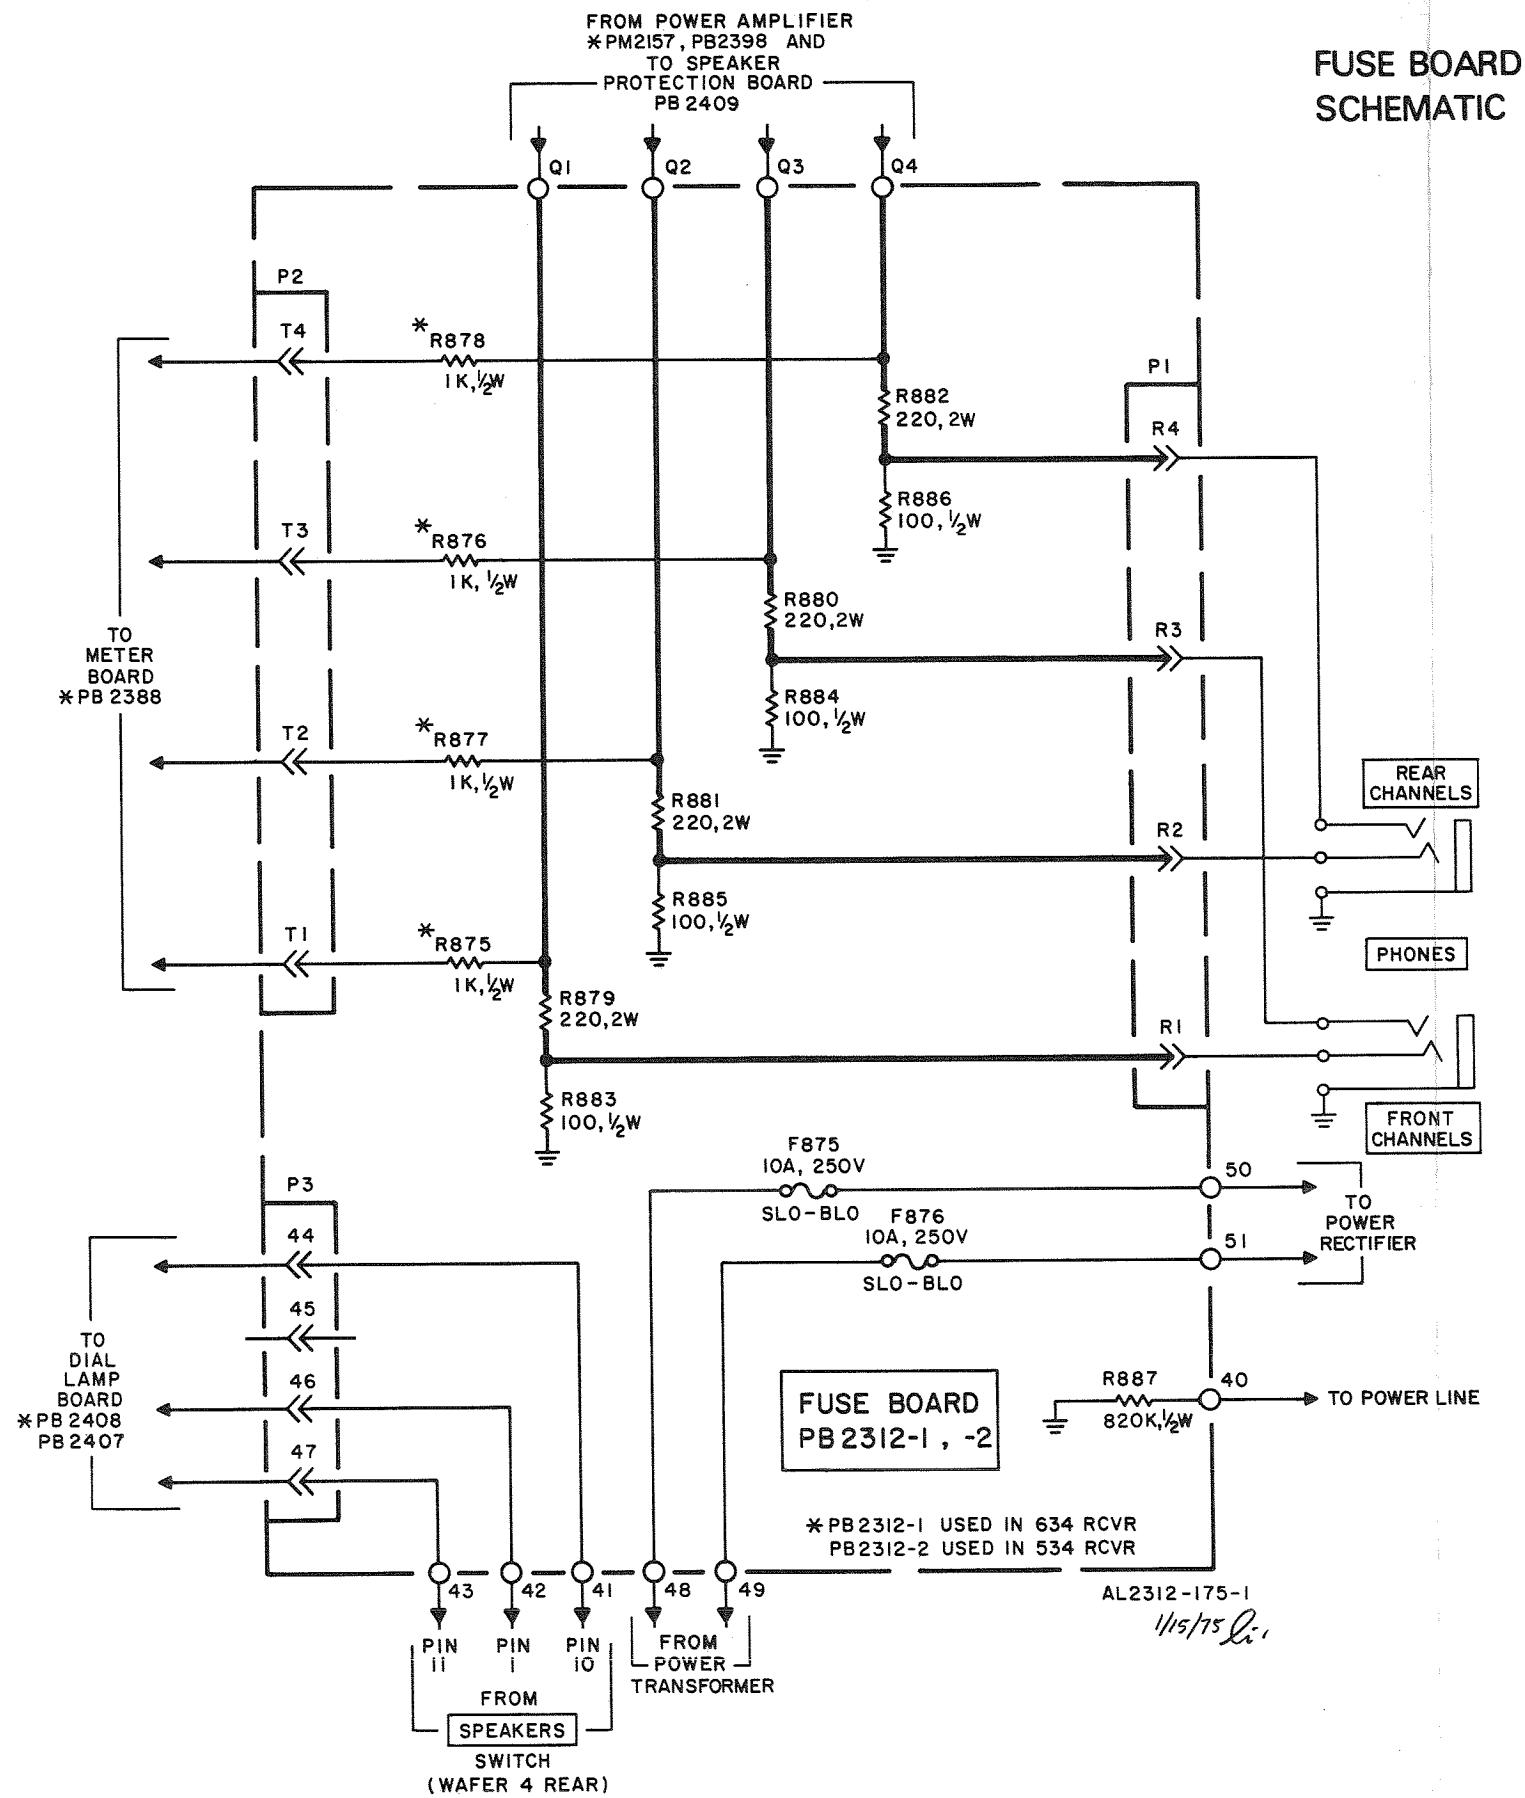 FROM POWER AMPLIFIER
*PM2157, PB2398 AND
TO SPEAKER
PROTECTION BOARD
PB 2409
FUSE BOARD
SCHEMATIC
Q1
Q2
Q3
Q4
P2
T4
*
R878
1K, ½W
R882
220, 2W
P1
R4
R886
100, ½W
T3
*
R876
1K, ½W
R880
220, 2W
R3
R884
100, ½W
TO
METER
BOARD
*PB 2388
T2
*
R877
1K, ½W
R881
220, 2W
R2
R885
100, ½W
REAR
CHANNELS
PHONES
T1
*
R875
1K, ½W
R879
220, 2W
R1
R883
100, ½W
FRONT
CHANNELS
F875
10A, 250V
SLO-BLO
50
F876
10A, 250V
SLO-BLO
51
TO
POWER
RECTIFIER
P3
44
45
46
47
TO
DIAL
LAMP
BOARD
*PB 2408
PB 2407
FUSE BOARD
PB 2312-1, -2
R887
820K, ½W
40
TO POWER LINE
*PB2312-1 USED IN 634 RCVR
PB2312-2 USED IN 534 RCVR
43
42
41
48
49
AL2312-175-1
1/15/75
PIN
11
PIN
1
PIN
10
FROM
POWER
TRANSFORMER
FROM
SPEAKERS
SWITCH
(WAFER 4 REAR)